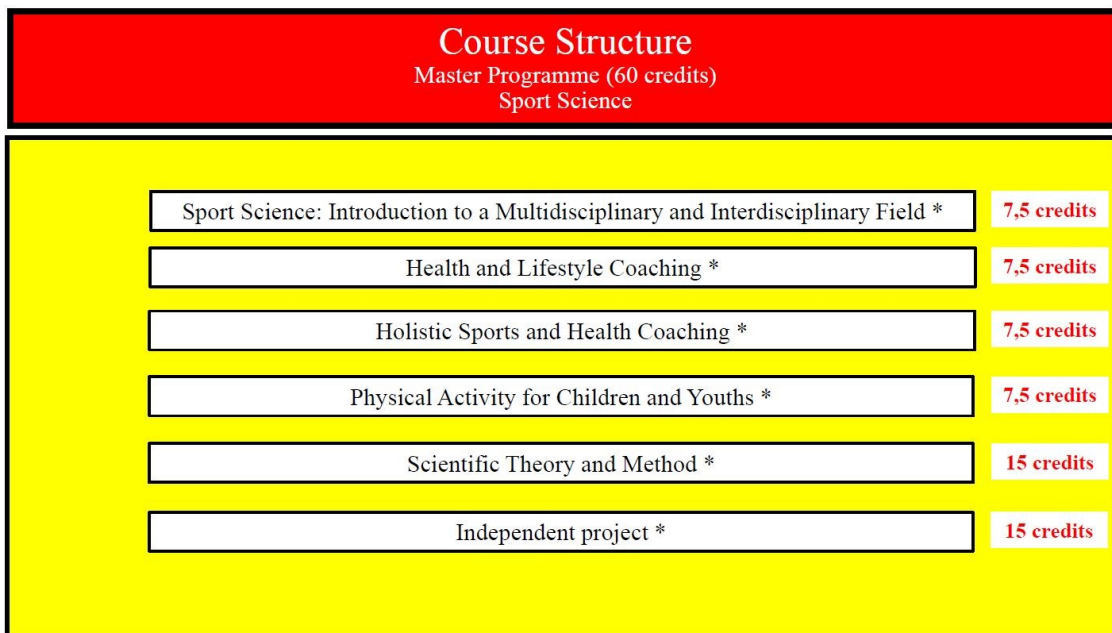 Course Structure
Master Programme (60 credits)
Sport Science
Sport Science: Introduction to a Multidisciplinary and Interdisciplinary Field * 7,5 credits
Health and Lifestyle Coaching * 7,5 credits
Holistic Sports and Health Coaching * 7,5 credits
Physical Activity for Children and Youths * 7,5 credits
Scientific Theory and Method * 15 credits
Independent project * 15 credits